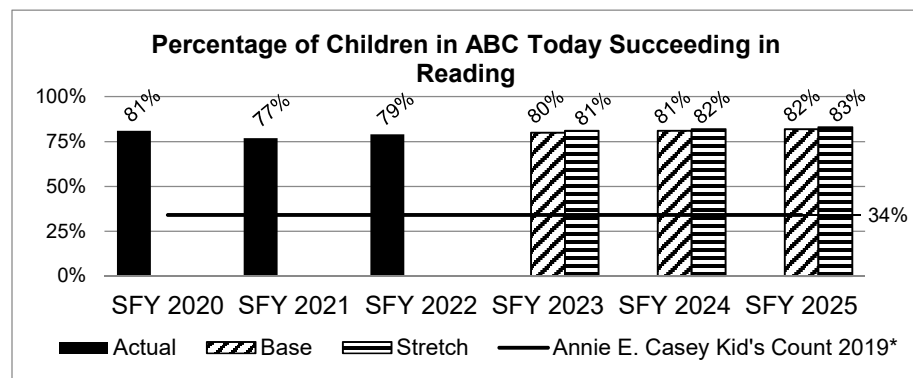 Percentage of Children in ABC Today Succeeding in
Reading
100%
75%
50%
25%
0%
81%
77%
79%
80%
81%
81%
82%
82%
83%
34%
SFY 2020
SFY 2021
SFY 2022
SFY 2023
SFY 2024
SFY 2025
Actual
Base
Stretch
Annie E. Casey Kid's Count 2019*